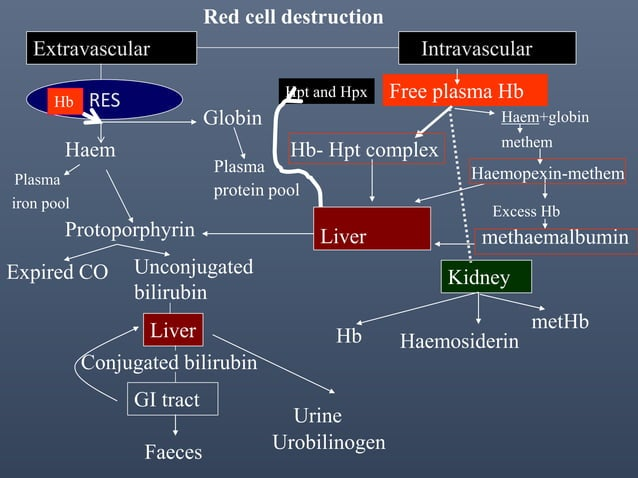 Red cell destruction
Extravascular
Intravascular
Hb
RES
Hpt and Hpx
Free plasma Hb
Globin
Haem+globin
Haem
Hb- Hpt complex
methem
Plasma
iron pool
Plasma
protein pool
Haemopexin-methem
Excess Hb
Protoporphyrin
Liver
methaemalbumin
Expired CO
Unconjugated
bilirubin
Kidney
Liver
Hb
Haemosiderin
metHb
Conjugated bilirubin
GI tract
Urine
Urobilinogen
Faeces